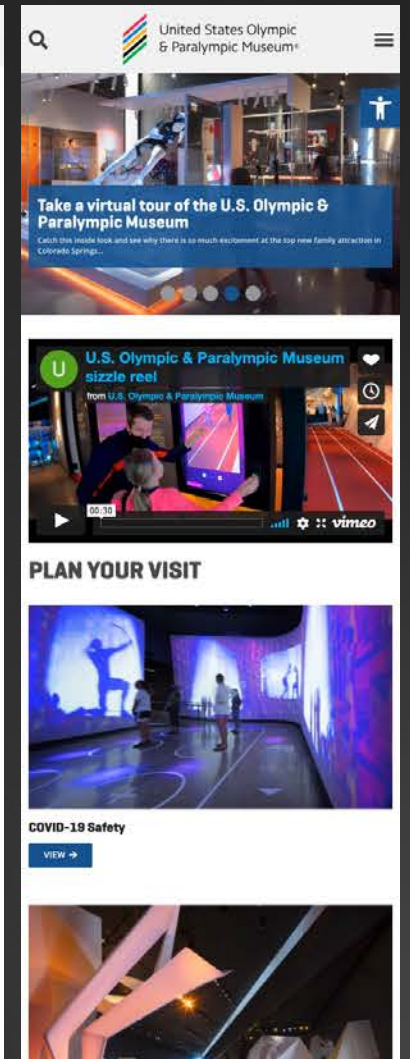 United States Olympic
& Paralympic Museum®
Take a virtual tour of the U.S. Olympic &
Paralympic Museum
Catch this inside look and see why there is so much excitement at the top new family attraction in
Colorado Springs...
U
U.S. Olympic & Paralympic Museum
sizzle reel
from U.S. Olympic & Paralympic Museum
00:30
vimeo
PLAN YOUR VISIT
COVID-19 Safety
VIEW →